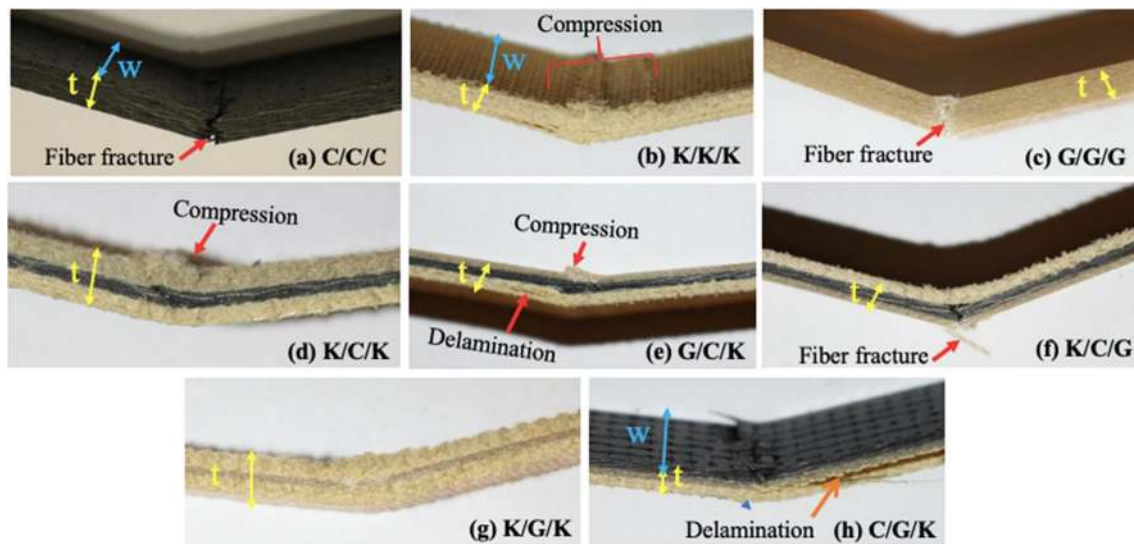 W
t
Fiber fracture
(a) C/C/C
Compression
W
t
(b) K/K/K
t
Fiber fracture
(c) G/G/G
Compression
t
(d) K/C/K
Compression
t
Delamination
(e) G/C/K
t
Fiber fracture
(f) K/C/G
t
(g) K/G/K
W
t
Delamination
(h) C/G/K